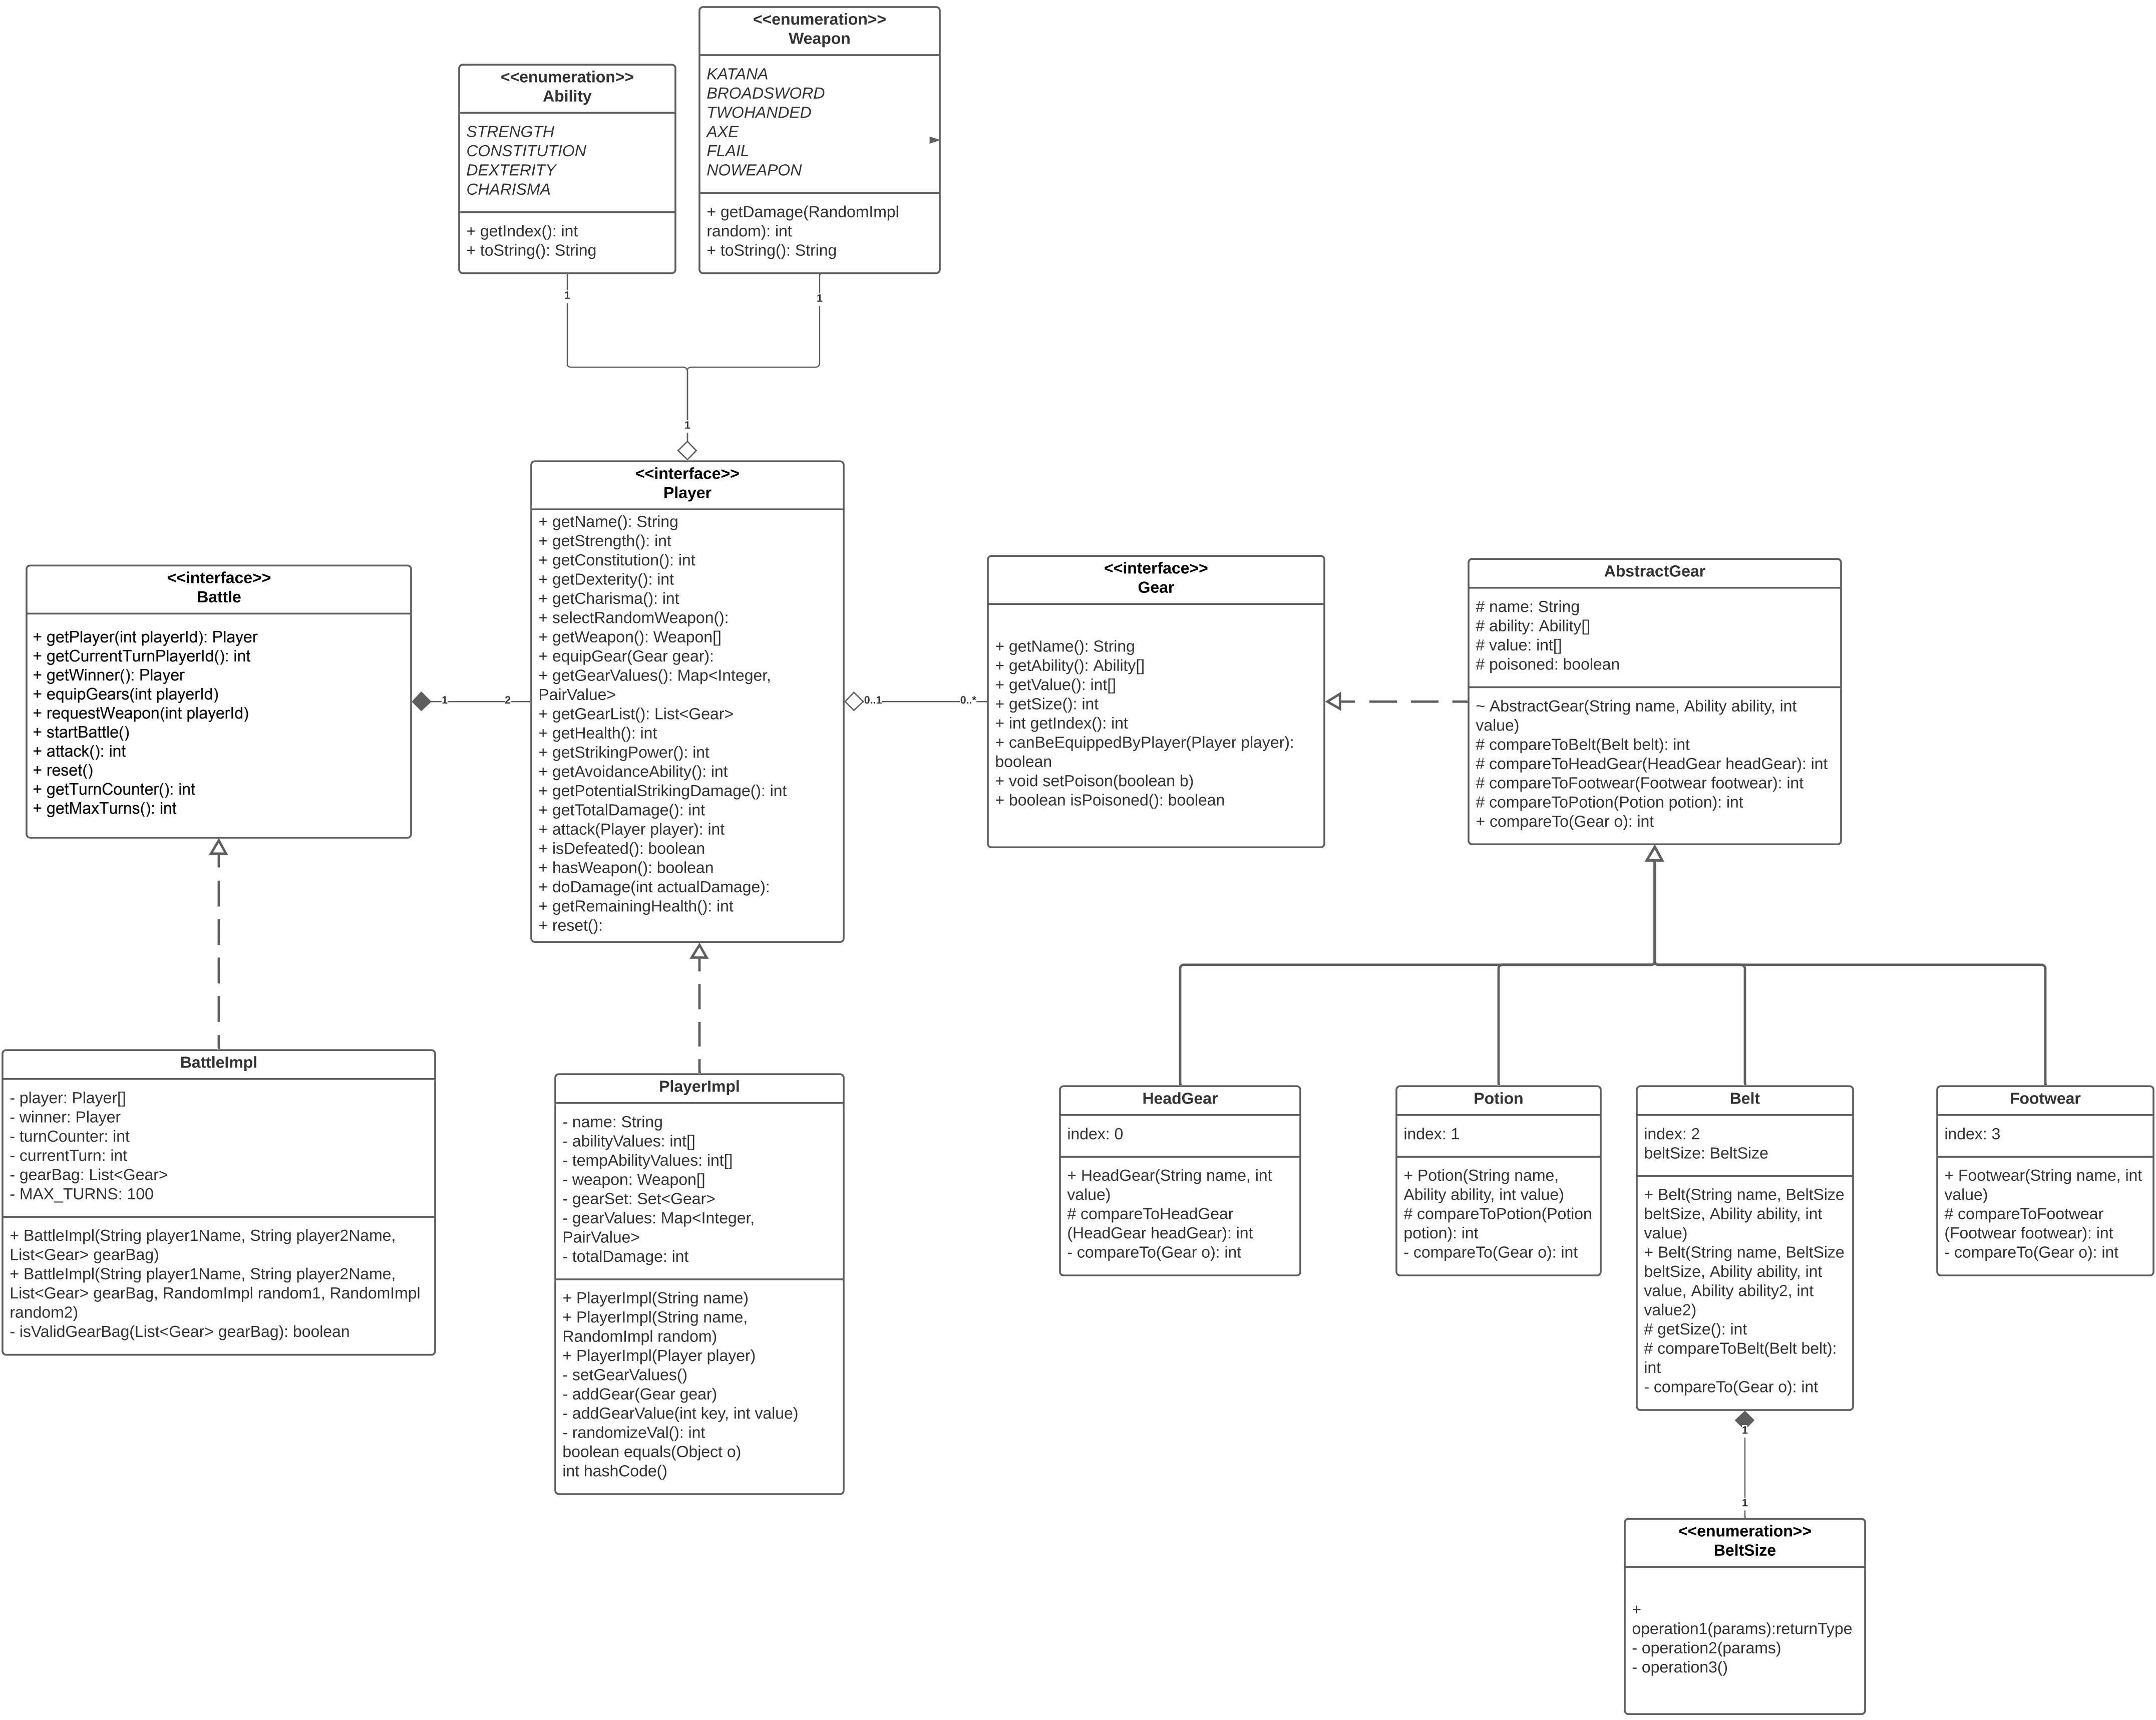 <<enumeration>>
Weapon
KATANA
BROADSWORD
TWOHANDED
AXE
FLAIL
NOWEAPON
+ getDamage(RandomImpl
random): int
+ toString(): String
<<enumeration>>
Ability
STRENGTH
CONSTITUTION
DEXTERITY
CHARISMA
+ getIndex(): int
+ toString(): String
1
1
1
<<interface>>
Player
+ getName(): String
+ getStrength(): int
+ getConstitution(): int
+ getDexterity(): int
+ getCharisma(): int
+ selectRandomWeapon():
+ getWeapon(): Weapon[]
+ equipGear(Gear gear):
+ getGearValues(): Map<Integer,
PairValue>
+ getGearList(): List<Gear>
+ getHealth(): int
+ getStrikingPower(): int
+ getAvoidanceAbility(): int
+ getPotentialStrikingDamage(): int
+ getTotalDamage(): int
+ attack(Player player): int
+ isDefeated(): boolean
+ hasWeapon(): boolean
+ doDamage(int actualDamage):
+ getRemainingHealth(): int
+ reset():
<<interface>>
Battle
+ getPlayer(int playerId): Player
+ getCurrentTurnPlayerId(): int
+ getWinner(): Player
+ equipGears(int playerId)
+ requestWeapon(int playerId)
+ startBattle()
+ attack(): int
+ reset()
+ getTurnCounter(): int
+ getMaxTurns(): int
1
2
0..1
0..*
<<interface>>
Gear
+ getName(): String
+ getAbility(): Ability[]
+ getValue(): int[]
+ getSize(): int
+ int getIndex(): int
+ canBeEquippedByPlayer(Player player):
boolean
+ void setPoison(boolean b)
+ boolean isPoisoned(): boolean
AbstractGear
# name: String
# ability: Ability[]
# value: int[]
# poisoned: boolean
~ AbstractGear(String name, Ability ability, int
value)
# compareToBelt(Belt belt): int
# compareToHeadGear(HeadGear headGear): int
# compareToFootwear(Footwear footwear): int
# compareToPotion(Potion potion): int
+ compareTo(Gear o): int
BattleImpl
- player: Player[]
- winner: Player
- turnCounter: int
- currentTurn: int
- gearBag: List<Gear>
- MAX_TURNS: 100
+ BattleImpl(String player1Name, String player2Name,
List<Gear> gearBag)
+ BattleImpl(String player1Name, String player2Name,
List<Gear> gearBag, RandomImpl random1, RandomImpl
random2)
- isValidGearBag(List<Gear> gearBag): boolean
PlayerImpl
- name: String
- abilityValues: int[]
- tempAbilityValues: int[]
- weapon: Weapon[]
- gearSet: Set<Gear>
- gearValues: Map<Integer,
PairValue>
- totalDamage: int
+ PlayerImpl(String name)
+ PlayerImpl(String name,
RandomImpl random)
+ PlayerImpl(Player player)
- setGearValues()
- addGear(Gear gear)
- addGearValue(int key, int value)
- randomizeVal(): int
boolean equals(Object o)
int hashCode()
HeadGear
index: 0
+ HeadGear(String name, int
value)
# compareToHeadGear
(HeadGear headGear): int
- compareTo(Gear o): int
Potion
index: 1
+ Potion(String name,
Ability ability, int value)
# compareToPotion(Potion
potion): int
- compareTo(Gear o): int
Belt
index: 2
beltSize: BeltSize
+ Belt(String name, BeltSize
beltSize, Ability ability, int
value)
+ Belt(String name, BeltSize
beltSize, Ability ability, int
value, Ability ability2, int
value2)
# getSize(): int
# compareToBelt(Belt belt):
int
- compareTo(Gear o): int
Footwear
index: 3
+ Footwear(String name, int
value)
# compareToFootwear
(Footwear footwear): int
- compareTo(Gear o): int
1
1
<<enumeration>>
BeltSize
+
operation1(params):returnType
- operation2(params)
- operation3()